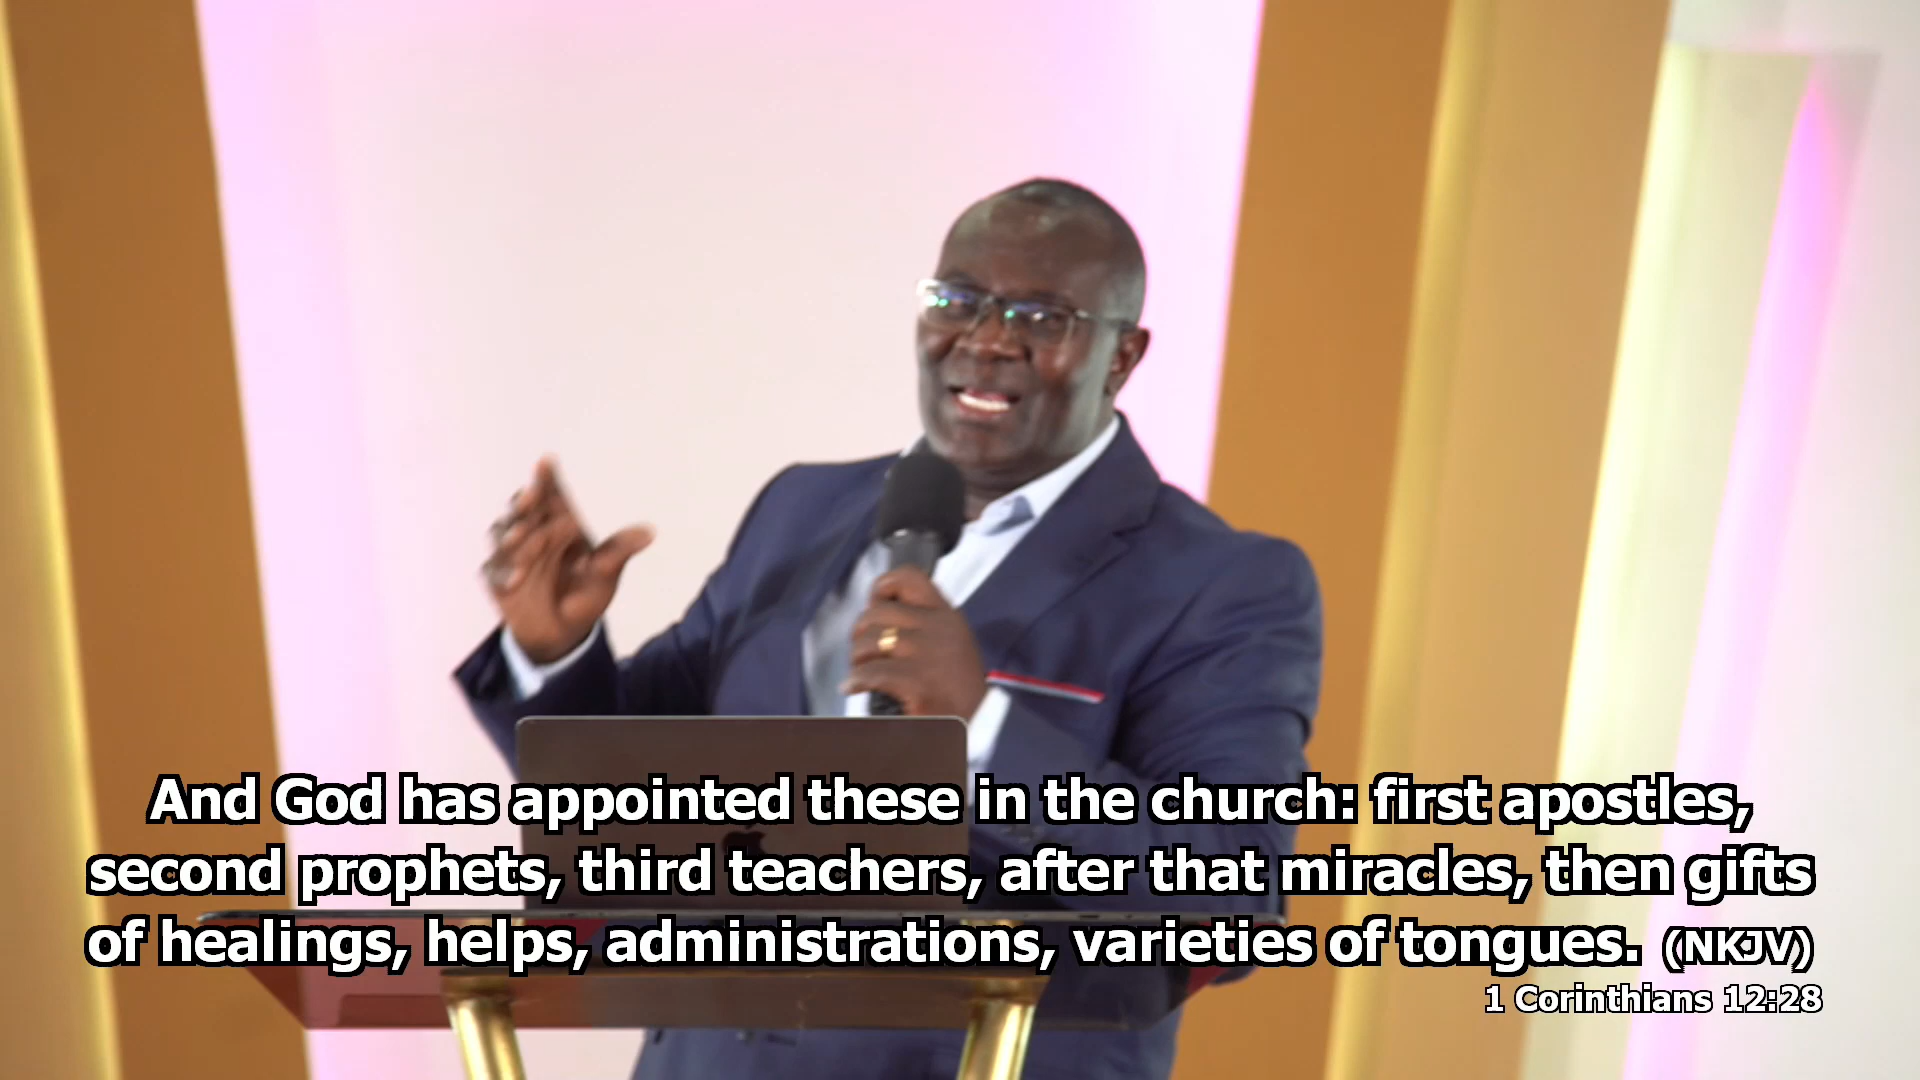 And God has appointed these in the church: first apostles,
second prophets, third teachers, after that miracles, then gifts
of healings, helps, administrations, varieties of tongues. (NKJV)
1 Corinthians 12:28